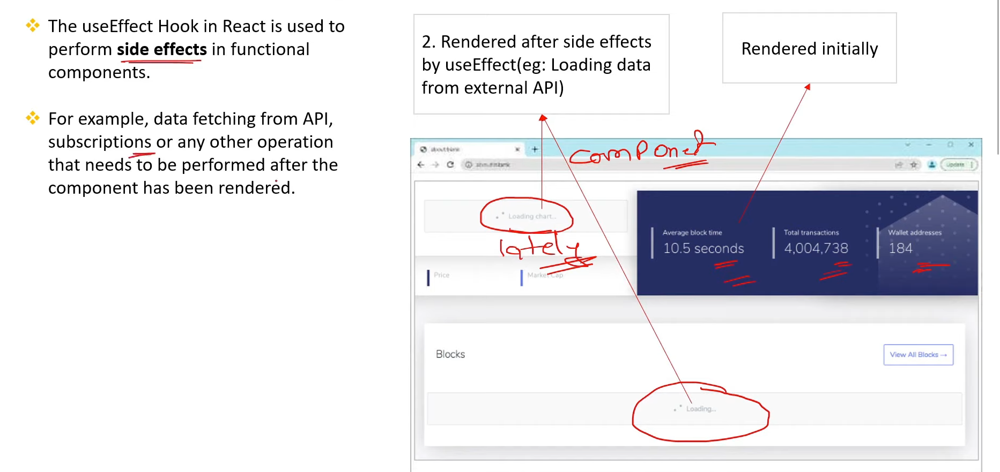 The useEffect Hook in React is used to
perform side effects in functional
components.
For example, data fetching from API,
subscriptions or any other operation
that needs to be performed after the
component has been rendered.
2. Rendered after side effects
by useEffect(eg: Loading data
from external API)
Rendered initially
about:blank
componet
about:blank
Update
Loading chart...
lately
Price
Market Cap
Average block time
10.5 seconds
Total transactions
4,004,738
Wallet addresses
184
Blocks
View All Blocks →
Loading...